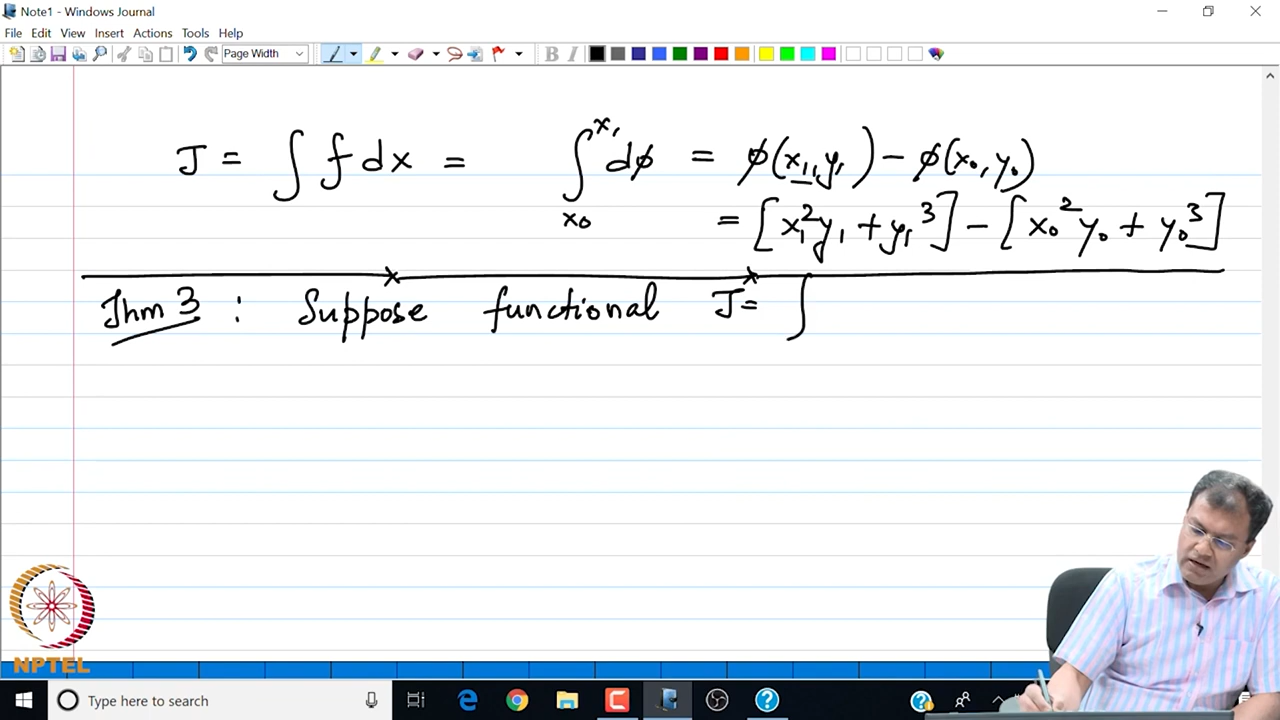 Note1 - Windows Journal
File Edit View Insert Actions Tools Help
Page Width
J = ∫ f dx = ∫_{x₀}^{x₁} dϕ = ϕ(x₁, y₁) − ϕ(x₀, y₀)
= [x₁²y₁ + y₁³] − [x₀²y₀ + y₀³]
Thm 3 : Suppose functional J = ∫
NPTEL
Type here to search